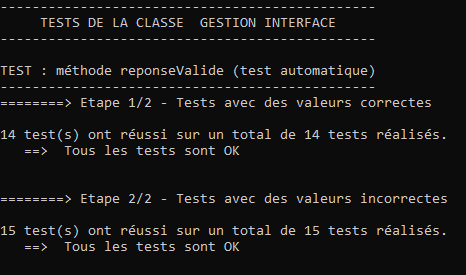 -----------------------------------------------
TESTS DE LA CLASSE  GESTION INTERFACE
-----------------------------------------------
TEST : méthode reponseValide (test automatique)
-----------------------------------------------
========> Etape 1/2 - Tests avec des valeurs correctes
14 test(s) ont réussi sur un total de 14 tests réalisés.
==>  Tous les tests sont OK
========> Etape 2/2 - Tests avec des valeurs incorrectes
15 test(s) ont réussi sur un total de 15 tests réalisés.
==>  Tous les tests sont OK